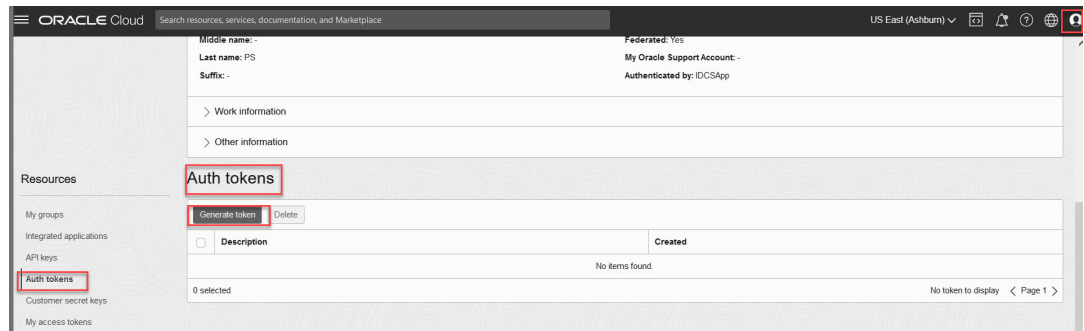 ORACLE Cloud Search resources, services, documentation, and Marketplace US East (Ashburn)
Middle name: - Federated: Yes
Last name: PS My Oracle Support Account: -
Suffix: - Authenticated by: IDCSApp
Work information
Other information
Resources
Auth tokens
My groups
Generate token Delete
Integrated applications
Description Created
API keys
No items found.
Auth tokens
0 selected No token to display Page 1
Customer secret keys
My access tokens